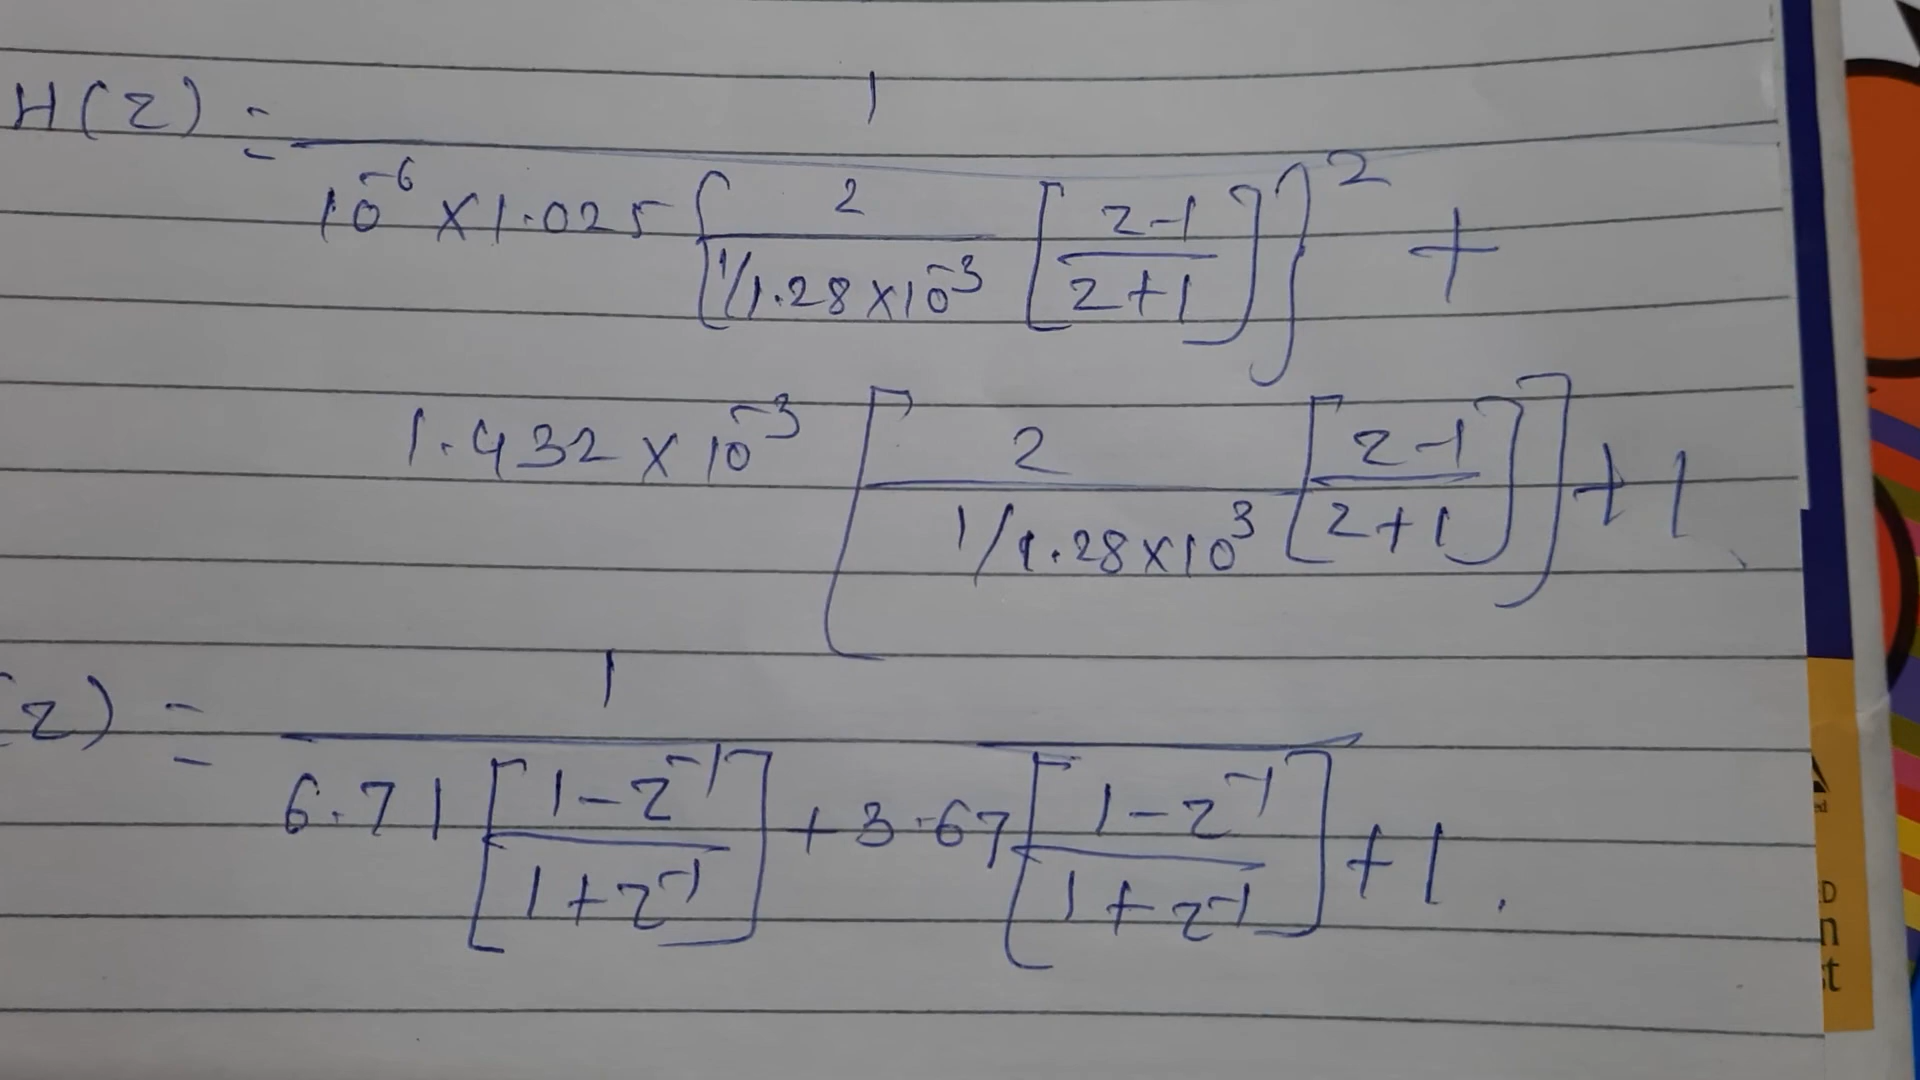 H(z) = 1 / 10^-6 × 1.025 { 2 / 1/1.28×10^-3 [ z-1 / z+1 ] }^2 +
1.432 × 10^-3 [ 2 / 1/1.28×10^3 [ z-1 / z+1 ] ] + 1
(z) = 1 / 6.71 [ 1-z^-1 / 1+z^-1 ] + 3.67 [ 1-z^-1 / 1+z^-1 ] + 1.